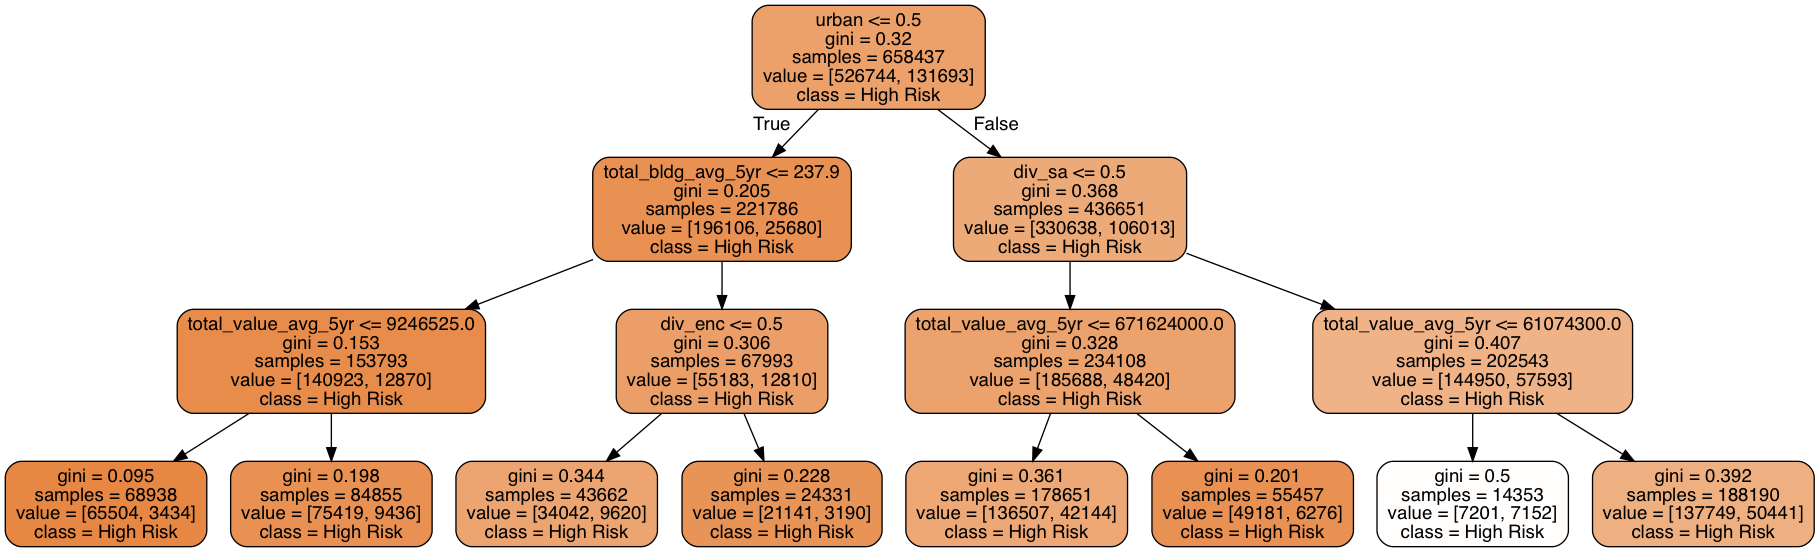 urban <= 0.5
gini = 0.32
samples = 658437
value = [526744, 131693]
class = High Risk
True
False
total_bldg_avg_5yr <= 237.9
gini = 0.205
samples = 221786
value = [196106, 25680]
class = High Risk
div_sa <= 0.5
gini = 0.368
samples = 436651
value = [330638, 106013]
class = High Risk
total_value_avg_5yr <= 9246525.0
gini = 0.153
samples = 153793
value = [140923, 12870]
class = High Risk
div_enc <= 0.5
gini = 0.306
samples = 67993
value = [55183, 12810]
class = High Risk
total_value_avg_5yr <= 671624000.0
gini = 0.328
samples = 234108
value = [185688, 48420]
class = High Risk
total_value_avg_5yr <= 61074300.0
gini = 0.407
samples = 202543
value = [144950, 57593]
class = High Risk
gini = 0.095
samples = 68938
value = [65504, 3434]
class = High Risk
gini = 0.198
samples = 84855
value = [75419, 9436]
class = High Risk
gini = 0.344
samples = 43662
value = [34042, 9620]
class = High Risk
gini = 0.228
samples = 24331
value = [21141, 3190]
class = High Risk
gini = 0.361
samples = 178651
value = [136507, 42144]
class = High Risk
gini = 0.201
samples = 55457
value = [49181, 6276]
class = High Risk
gini = 0.5
samples = 14353
value = [7201, 7152]
class = High Risk
gini = 0.392
samples = 188190
value = [137749, 50441]
class = High Risk